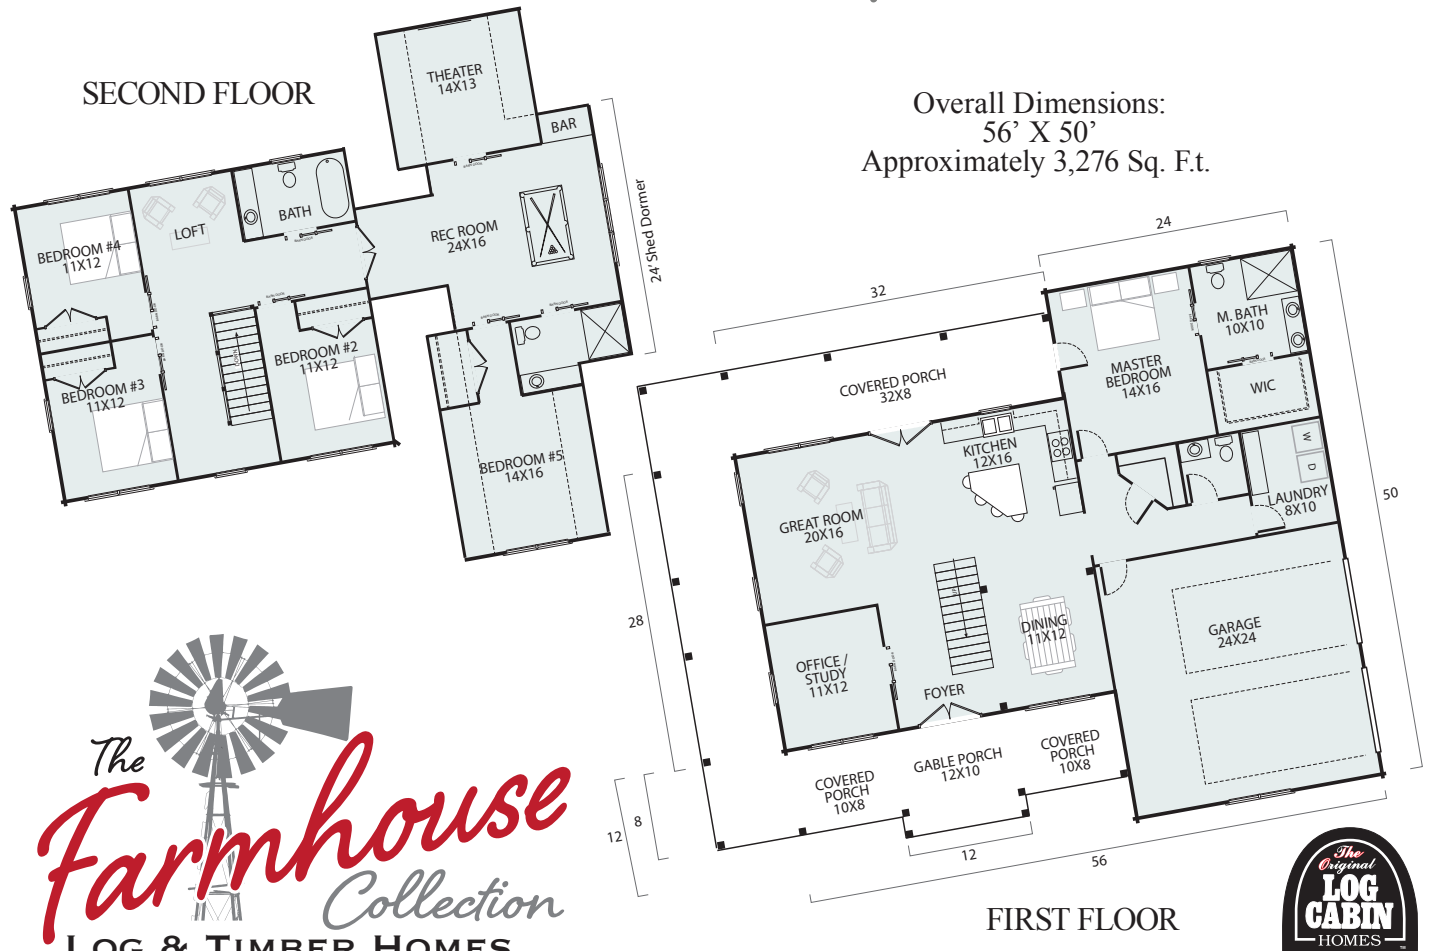 SECOND FLOOR
THEATER
14X13
BAR
24' Shed Dormer
BATH
LOFT
BEDROOM #4
11X12
REC ROOM
24X16
DOWN
BEDROOM #2
11X12
BEDROOM #3
11X12
BEDROOM #5
14X16
Overall Dimensions:
56’ X 50’
Approximately 3,276 Sq. F.t.
24
32
COVERED PORCH
32X8
MASTER
BEDROOM
14X16
M. BATH
10X10
WIC
KITCHEN
12X16
W
D
LAUNDRY
8X10
50
GREAT ROOM
20X16
28
UP
DINING
11X12
GARAGE
24X24
OFFICE /
STUDY
11X12
FOYER
GABLE PORCH
12X10
COVERED
PORCH
10X8
COVERED
PORCH
10X8
12
8
12
56
FIRST FLOOR
The
Farmhouse
Collection
LOG & TIMBER HOMES
The
Original
LOG
CABIN
HOMES
TM